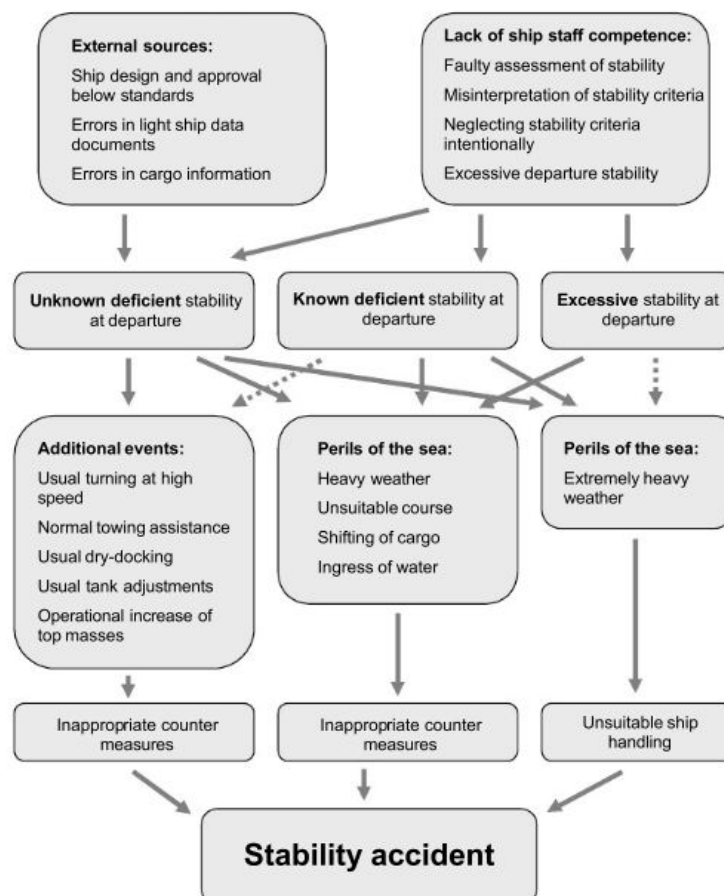 External sources:
Ship design and approval
below standards
Errors in light ship data
documents
Errors in cargo information
Lack of ship staff competence:
Faulty assessment of stability
Misinterpretation of stability criteria
Neglecting stability criteria
intentionally
Excessive departure stability
Unknown deficient stability
at departure
Known deficient stability at
departure
Excessive stability at
departure
Additional events:
Usual turning at high
speed
Normal towing assistance
Usual dry-docking
Usual tank adjustments
Operational increase of
top masses
Perils of the sea:
Heavy weather
Unsuitable course
Shifting of cargo
Ingress of water
Perils of the sea:
Extremely heavy
weather
Inappropriate counter
measures
Inappropriate counter
measures
Unsuitable ship
handling
Stability accident